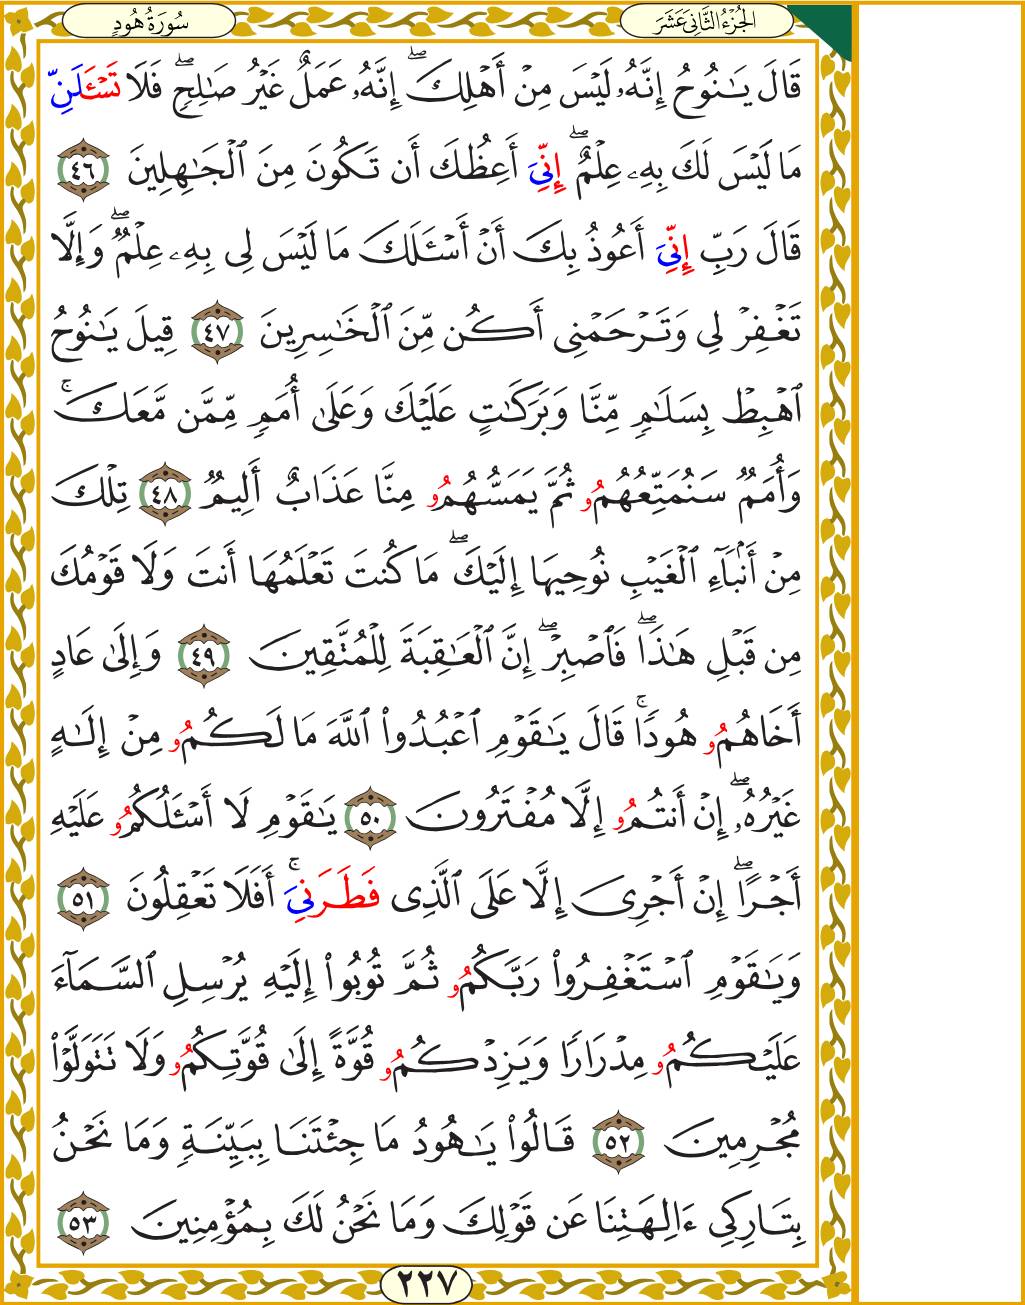 الجُزْءُ الثَّانِي عَشَرَ
سُورَةُ هُودٍ
قَالَ يَـٰنُوحُ إِنَّهُۥ لَيْسَ مِنْ أَهْلِكَ ۖ إِنَّهُۥ عَمَلٌ غَيْرُ صَـٰلِحٍ ۖ فَلَا تَسْـَٔلَنَّ
مَا لَيْسَ لَكَ بِهِۦ عِلْمٌ ۖ إِنِّىَ أَعِظُكَ أَن تَكُونَ مِنَ ٱلْجَـٰهِلِينَ ٤٦
قَالَ رَبِّ إِنِّىَ أَعُوذُ بِكَ أَنْ أَسْـَٔلَكَ مَا لَيْسَ لِى بِهِۦ عِلْمٌ ۖ وَإِلَّا
تَغْفِرْ لِى وَتَرْحَمْنِى أَكُن مِّنَ ٱلْخَـٰسِرِينَ ٤٧ قِيلَ يَـٰنُوحُ
ٱهْبِطْ بِسَلَـٰمٍ مِّنَّا وَبَرَكَـٰتٍ عَلَيْكَ وَعَلَىٰ أُمَمٍ مِّمَّن مَّعَكَ ۚ
وَأُمَمٌ سَنُمَتِّعُهُمُۥ ثُمَّ يَمَسُّهُمُۥ مِنَّا عَذَابٌ أَلِيمٌ ٤٨ تِلْكَ
مِنْ أَنۢبَآءِ ٱلْغَيْبِ نُوحِيهَا إِلَيْكَ ۖ مَا كُنتَ تَعْلَمُهَا أَنتَ وَلَا قَوْمُكَ
مِن قَبْلِ هَـٰذَا ۖ فَٱصْبِرْ ۖ إِنَّ ٱلْعَـٰقِبَةَ لِلْمُتَّقِينَ ٤٩ وَإِلَىٰ عَادٍ
أَخَاهُمُۥ هُودًا ۚ قَالَ يَـٰقَوْمِ ٱعْبُدُوا۟ ٱللَّهَ مَا لَكُمُۥ مِنْ إِلَـٰهٍ
غَيْرُهُۥ ۖ إِنْ أَنتُمُۥ إِلَّا مُفْتَرُونَ ٥٠ يَـٰقَوْمِ لَا أَسْـَٔلُكُمُۥ عَلَيْهِ
أَجْرًا ۖ إِنْ أَجْرِىَ إِلَّا عَلَى ٱلَّذِى فَطَرَنِىَ ۚ أَفَلَا تَعْقِلُونَ ٥١
وَيَـٰقَوْمِ ٱسْتَغْفِرُوا۟ رَبَّكُمُۥ ثُمَّ تُوبُوا۟ إِلَيْهِ يُرْسِلِ ٱلسَّمَآءَ
عَلَيْكُمُۥ مِدْرَارًا وَيَزِدْكُمُۥ قُوَّةً إِلَىٰ قُوَّتِكُمُۥ وَلَا تَتَوَلَّوْا۟
مُجْرِمِينَ ٥٢ قَالُوا۟ يَـٰهُودُ مَا جِئْتَنَا بِبَيِّنَةٍ وَمَا نَحْنُ
بِتَارِكِى ءَالِهَتِنَا عَن قَوْلِكَ وَمَا نَحْنُ لَكَ بِمُؤْمِنِينَ ٥٣
٢٢٧